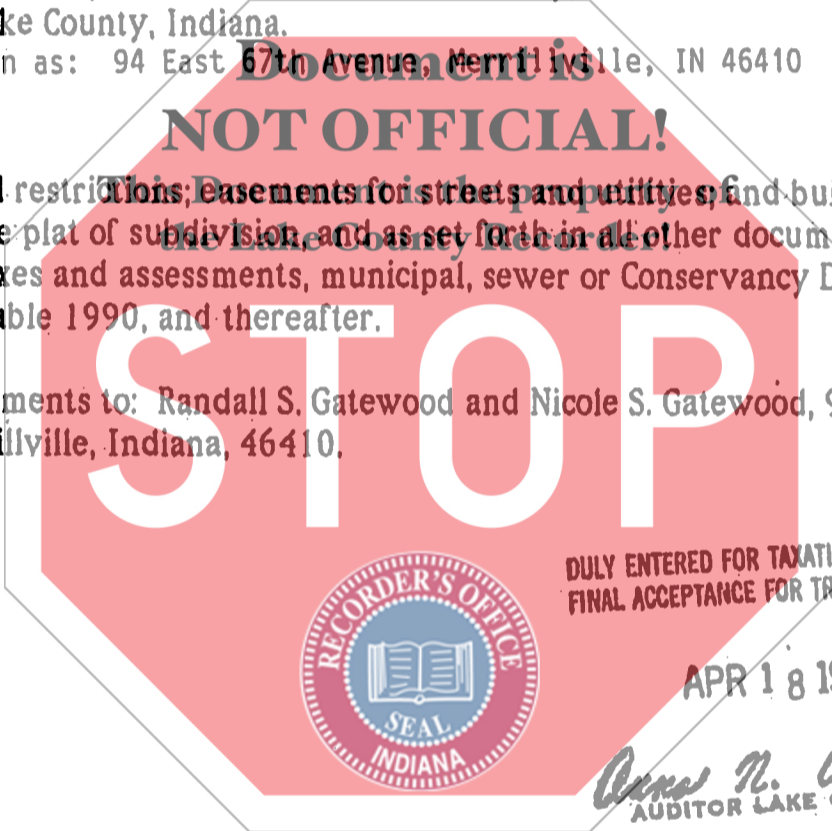 ke County, Indiana.
n as: 94 East 67th Avenue, Merrillville, IN 46410
Document is
NOT OFFICIAL!
This Document is the property of
the Lake County Recorder!
restrictions; easements for streets and utilities; and bui
e plat of subdivision, and as set forth in all other docum
xes and assessments, municipal, sewer or Conservancy D
ble 1990, and thereafter.
STOP
ments to: Randall S. Gatewood and Nicole S. Gatewood, 9
llville, Indiana, 46410.
DULY ENTERED FOR TAXATI
FINAL ACCEPTANCE FOR TR
RECORDER'S OFFICE
SEAL
INDIANA
APR 18 19
Anna N.
AUDITOR LAKE